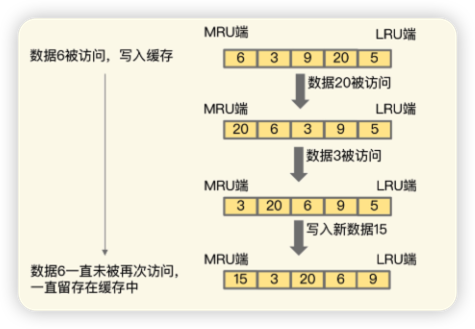 MRU端 LRU端
数据6被访问，写入缓存
6 3 9 20 5
数据20被访问
MRU端 LRU端
20 6 3 9 5
数据3被访问
MRU端 LRU端
3 20 6 9 5
写入新数据15
MRU端 LRU端
数据6一直未被再次访问，
一直留存在缓存中
15 3 20 6 9